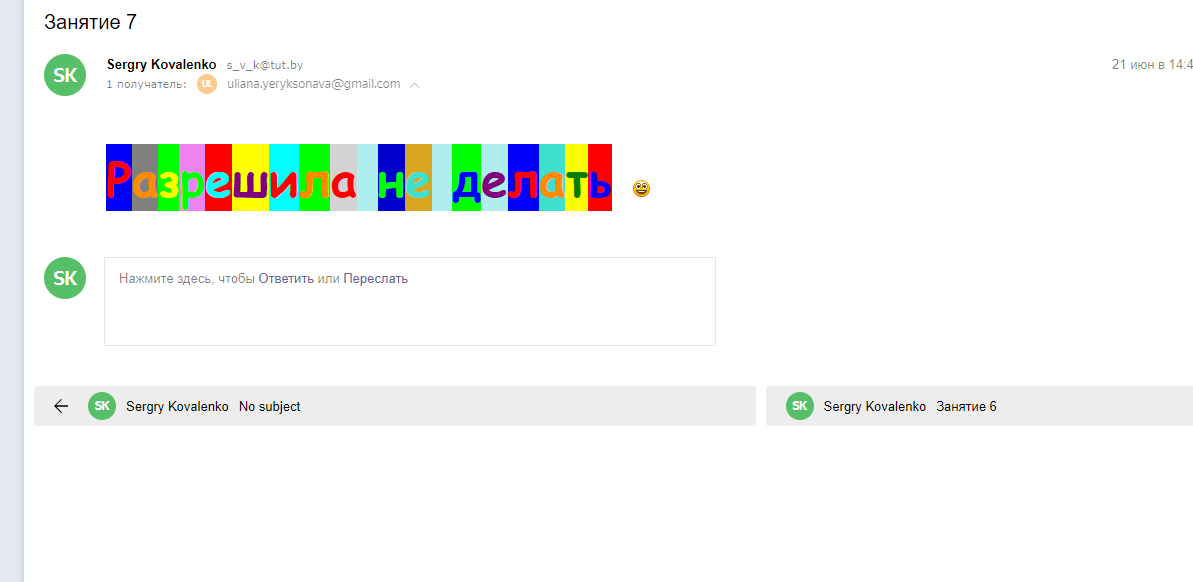 Занятие 7
SK Sergry Kovalenko s_v_k@tut.by 21 июн в 14:4
1 получатель: UL uliana.yeryksonava@gmail.com
Разрешила не делать
SK Нажмите здесь, чтобы Ответить или Переслать
SK Sergry Kovalenko No subject SK Sergry Kovalenko Занятие 6